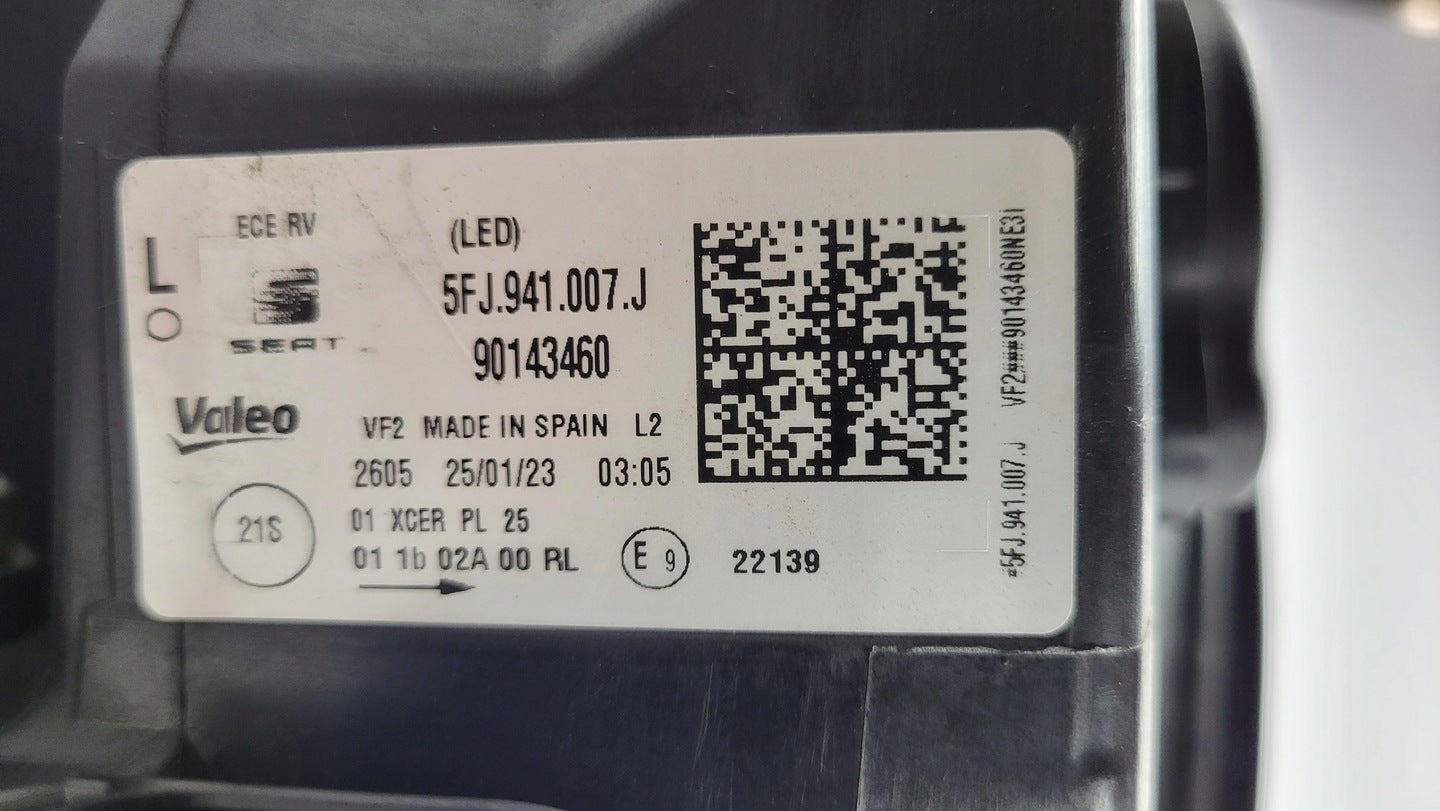 L
O
ECE RV
SEAT
(LED)
5FJ.941.007.J
90143460
Valeo
VF2 MADE IN SPAIN L2
2605 25/01/23 03:05
21S
01 XCER PL 25
01 1b 02A 00 RL
E 9
22139
#5FJ.941.007.J VF2###90143460NE3I